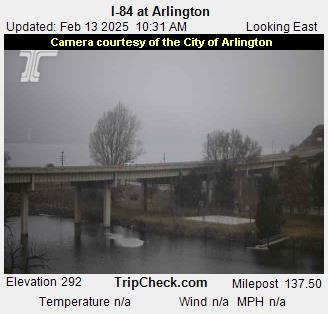 I-84 at Arlington
Updated: Feb 13 2025 10:31 AM Looking East
Camera courtesy of the City of Arlington
Elevation 292 TripCheck.com Milepost 137.50
Temperature n/a Wind n/a MPH n/a